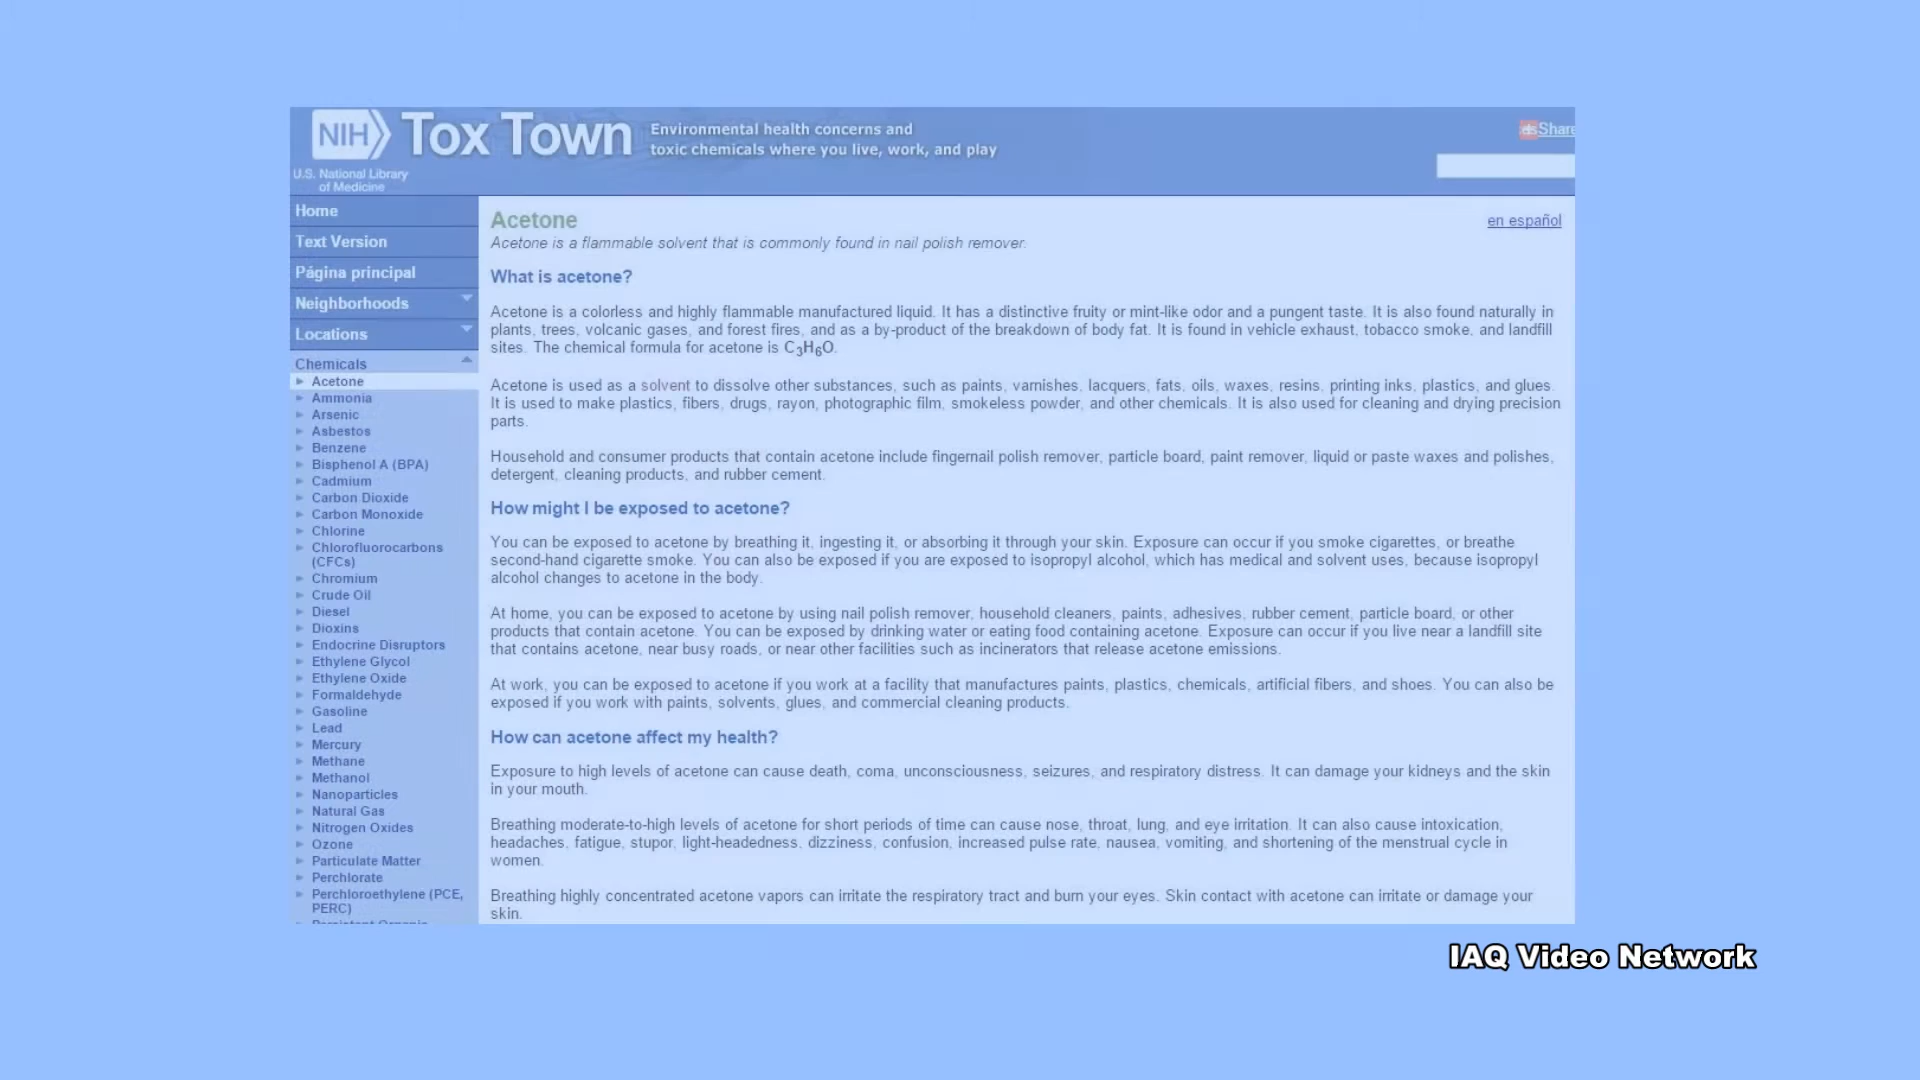 NIH
Tox Town
Environmental health concerns and
toxic chemicals where you live, work, and play
Share
U.S. National Library
of Medicine
Home
Text Version
Página principal
Neighborhoods
Locations
Chemicals
Acetone
Ammonia
Arsenic
Asbestos
Benzene
Bisphenol A (BPA)
Cadmium
Carbon Dioxide
Carbon Monoxide
Chlorine
Chlorofluorocarbons
(CFCs)
Chromium
Crude Oil
Diesel
Dioxins
Endocrine Disruptors
Ethylene Glycol
Ethylene Oxide
Formaldehyde
Gasoline
Lead
Mercury
Methane
Methanol
Nanoparticles
Natural Gas
Nitrogen Oxides
Ozone
Particulate Matter
Perchlorate
Perchloroethylene (PCE,
PERC)
Acetone
en español
Acetone is a flammable solvent that is commonly found in nail polish remover.
What is acetone?
Acetone is a colorless and highly flammable manufactured liquid. It has a distinctive fruity or mint-like odor and a pungent taste. It is also found naturally in
plants, trees, volcanic gases, and forest fires, and as a by-product of the breakdown of body fat. It is found in vehicle exhaust, tobacco smoke, and landfill
sites. The chemical formula for acetone is C3H6O.
Acetone is used as a solvent to dissolve other substances, such as paints, varnishes, lacquers, fats, oils, waxes, resins, printing inks, plastics, and glues.
It is used to make plastics, fibers, drugs, rayon, photographic film, smokeless powder, and other chemicals. It is also used for cleaning and drying precision
parts.
Household and consumer products that contain acetone include fingernail polish remover, particle board, paint remover, liquid or paste waxes and polishes,
detergent, cleaning products, and rubber cement.
How might I be exposed to acetone?
You can be exposed to acetone by breathing it, ingesting it, or absorbing it through your skin. Exposure can occur if you smoke cigarettes, or breathe
second-hand cigarette smoke. You can also be exposed if you are exposed to isopropyl alcohol, which has medical and solvent uses, because isopropyl
alcohol changes to acetone in the body.
At home, you can be exposed to acetone by using nail polish remover, household cleaners, paints, adhesives, rubber cement, particle board, or other
products that contain acetone. You can be exposed by drinking water or eating food containing acetone. Exposure can occur if you live near a landfill site
that contains acetone, near busy roads, or near other facilities such as incinerators that release acetone emissions.
At work, you can be exposed to acetone if you work at a facility that manufactures paints, plastics, chemicals, artificial fibers, and shoes. You can also be
exposed if you work with paints, solvents, glues, and commercial cleaning products.
How can acetone affect my health?
Exposure to high levels of acetone can cause death, coma, unconsciousness, seizures, and respiratory distress. It can damage your kidneys and the skin
in your mouth.
Breathing moderate-to-high levels of acetone for short periods of time can cause nose, throat, lung, and eye irritation. It can also cause intoxication,
headaches, fatigue, stupor, light-headedness, dizziness, confusion, increased pulse rate, nausea, vomiting, and shortening of the menstrual cycle in
women.
Breathing highly concentrated acetone vapors can irritate the respiratory tract and burn your eyes. Skin contact with acetone can irritate or damage your
skin.
IAQ Video Network